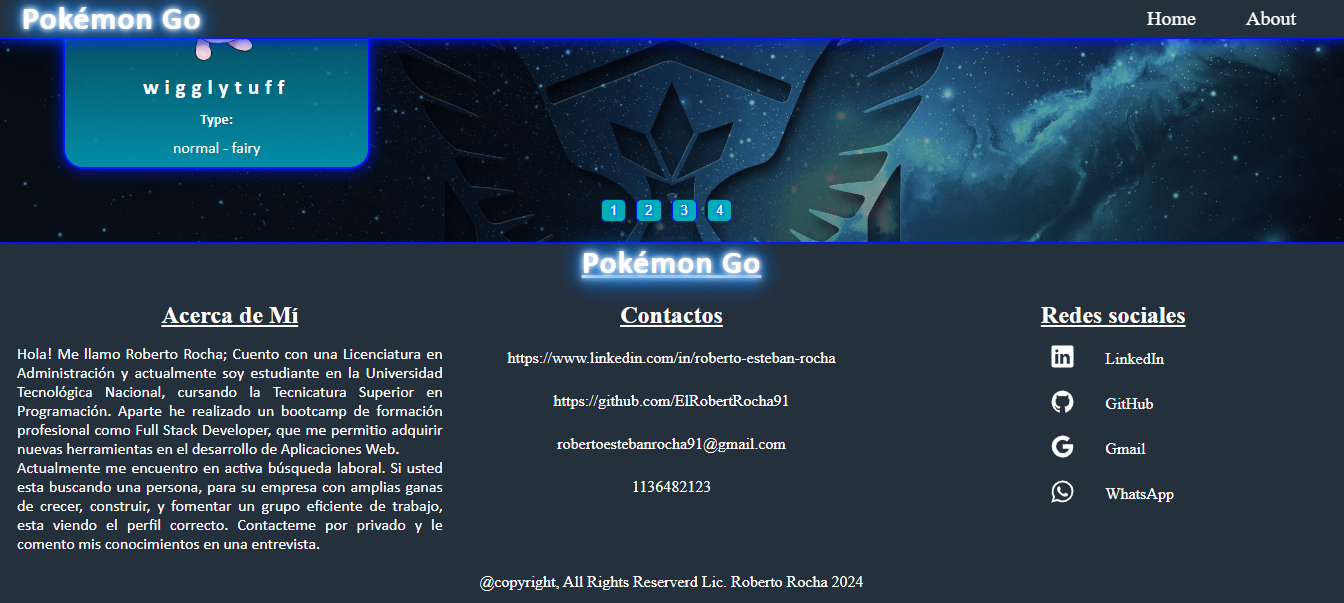 Pokémon Go
Home
About
wigglytuff
Type:
normal - fairy
1 2 3 4
Pokémon Go
Acerca de Mí
Hola! Me llamo Roberto Rocha; Cuento con una Licenciatura en
Administración y actualmente soy estudiante en la Universidad
Tecnológica Nacional, cursando la Tecnicatura Superior en
Programación. Aparte he realizado un bootcamp de formación
profesional como Full Stack Developer, que me permitio adquirir
nuevas herramientas en el desarrollo de Aplicaciones Web.
Actualmente me encuentro en activa búsqueda laboral. Si usted
esta buscando una persona, para su empresa con amplias ganas
de crecer, construir, y fomentar un grupo eficiente de trabajo,
esta viendo el perfil correcto. Contacteme por privado y le
comento mis conocimientos en una entrevista.
Contactos
https://www.linkedin.com/in/roberto-esteban-rocha
https://github.com/ElRobertRocha91
robertoestebanrocha91@gmail.com
1136482123
Redes sociales
LinkedIn
GitHub
Gmail
WhatsApp
@copyright, All Rights Reserverd Lic. Roberto Rocha 2024